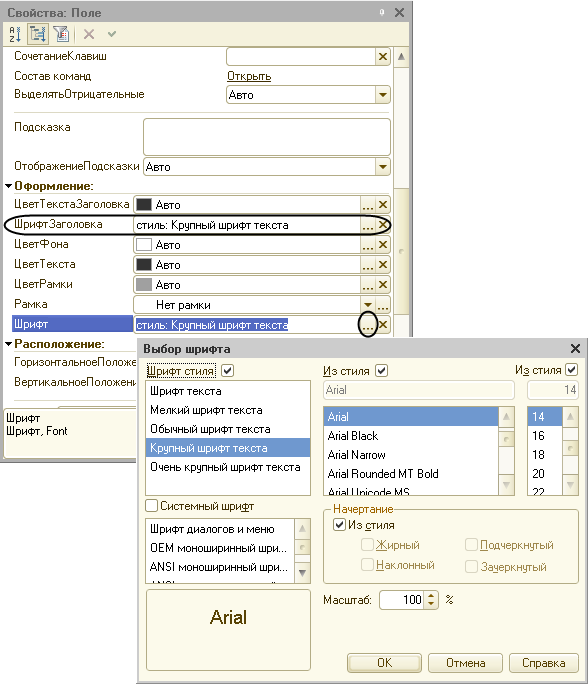 Свойства: Поле
СочетаниеКлавиш
Состав команд Открыть
ВыделятьОтрицательные Авто
Подсказка
ОтображениеПодсказки Авто
Оформление:
ЦветТекстаЗаголовка Авто
ШрифтЗаголовка стиль: Крупный шрифт текста
ЦветФона Авто
ЦветТекста Авто
ЦветРамки Авто
Рамка Нет рамки
Шрифт стиль: Крупный шрифт текста
Расположение:
ГоризонтальноеПоложе
ВертикальноеПоложени
Шрифт
Шрифт, Font
Выбор шрифта
Шрифт стиля Из стиля Из стиля
Arial 14
Шрифт текста
Мелкий шрифт текста
Обычный шрифт текста
Крупный шрифт текста
Очень крупный шрифт текста
Arial 14
Arial Black 16
Arial Narrow 18
Arial Rounded MT Bold 20
Arial Unicode MS 22
Системный шрифт
Шрифт диалогов и меню
OEM моноширинный шри...
ANSI моноширинный шри...
ANSI моноширинный шри...
Начертание
Из стиля
Жирный Подчеркнутый
Наклонный Зачеркнутый
Масштаб: 100 %
Arial
OK Отмена Справка